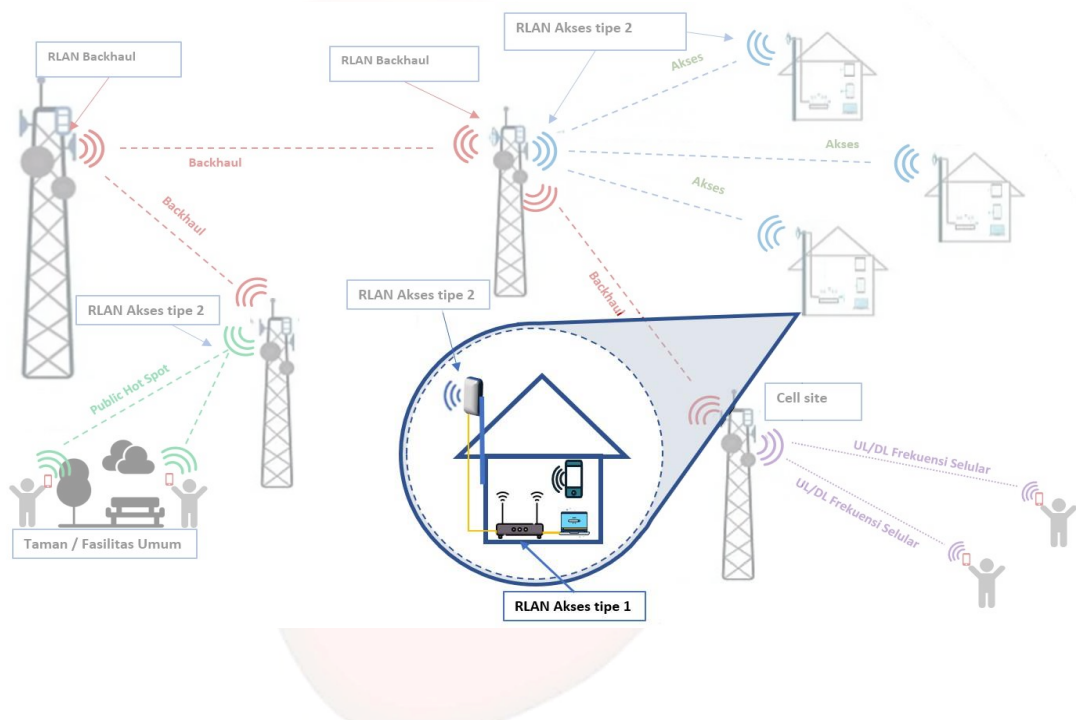 RLAN Akses tipe 2
RLAN Backhaul
RLAN Backhaul
Akses
Akses
Backhaul
Akses
Backhaul
RLAN Akses tipe 2
Backhaul
RLAN Akses tipe 2
Public Hot Spot
Cell site
UL/DL Frekuensi Selular
UL/DL Frekuensi Selular
Taman / Fasilitas Umum
RLAN Akses tipe 1